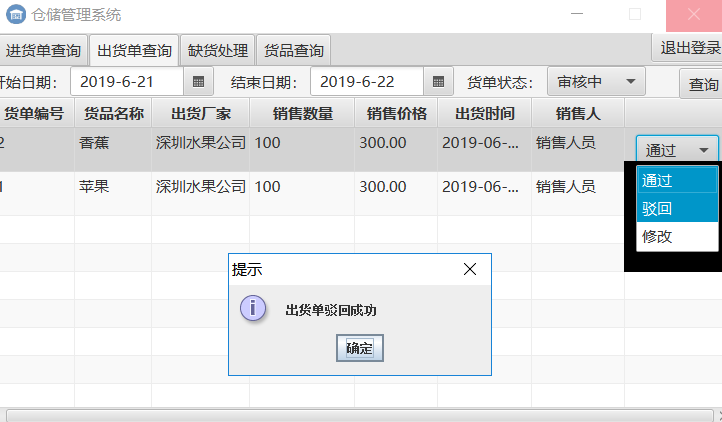 仓储管理系统
进货单查询 出货单查询 缺货处理 货品查询 退出登录
开始日期： 2019-6-21 结束日期： 2019-6-22 货单状态： 审核中 查询
货单编号 货品名称 出货厂家 销售数量 销售价格 出货时间 销售人
2 香蕉 深圳水果公司 100 300.00 2019-06-... 销售人员 通过
通过
1 苹果 深圳水果公司 100 300.00 2019-06-... 销售人员
驳回
修改
提示
出货单驳回成功
确定